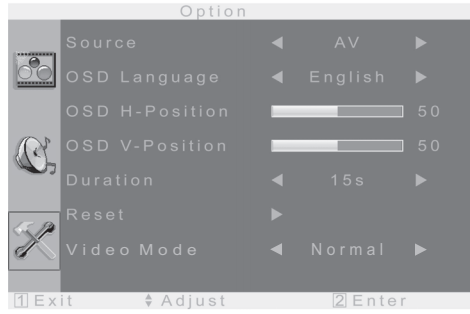 Option
Source AV
OSD Language English
OSD H-Position 50
OSD V-Position 50
Duration 15s
Reset
Video Mode Normal
1 Exit Adjust 2 Enter